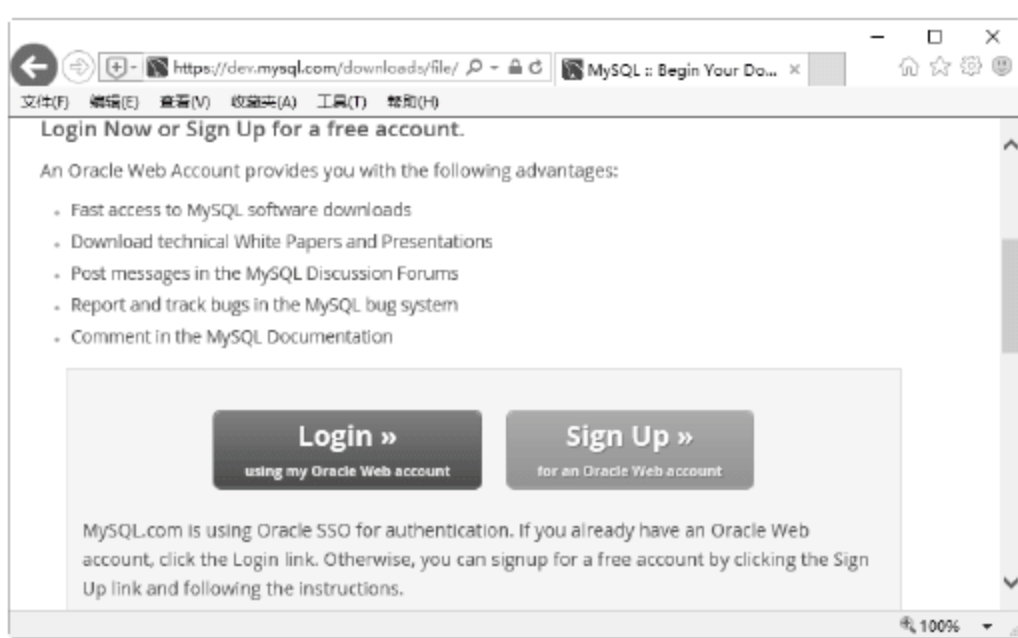 https://dev.mysql.com/downloads/file/
MySQL :: Begin Your Do...
文件(F) 编辑(E) 查看(V) 收藏夹(A) 工具(T) 帮助(H)
Login Now or Sign Up for a free account.
An Oracle Web Account provides you with the following advantages:
Fast access to MySQL software downloads
Download technical White Papers and Presentations
Post messages in the MySQL Discussion Forums
Report and track bugs in the MySQL bug system
Comment in the MySQL Documentation
Login »
using my Oracle Web account
Sign Up »
for an Oracle Web account
MySQL.com is using Oracle SSO for authentication. If you already have an Oracle Web
account, click the Login link. Otherwise, you can signup for a free account by clicking the Sign
Up link and following the instructions.
100%